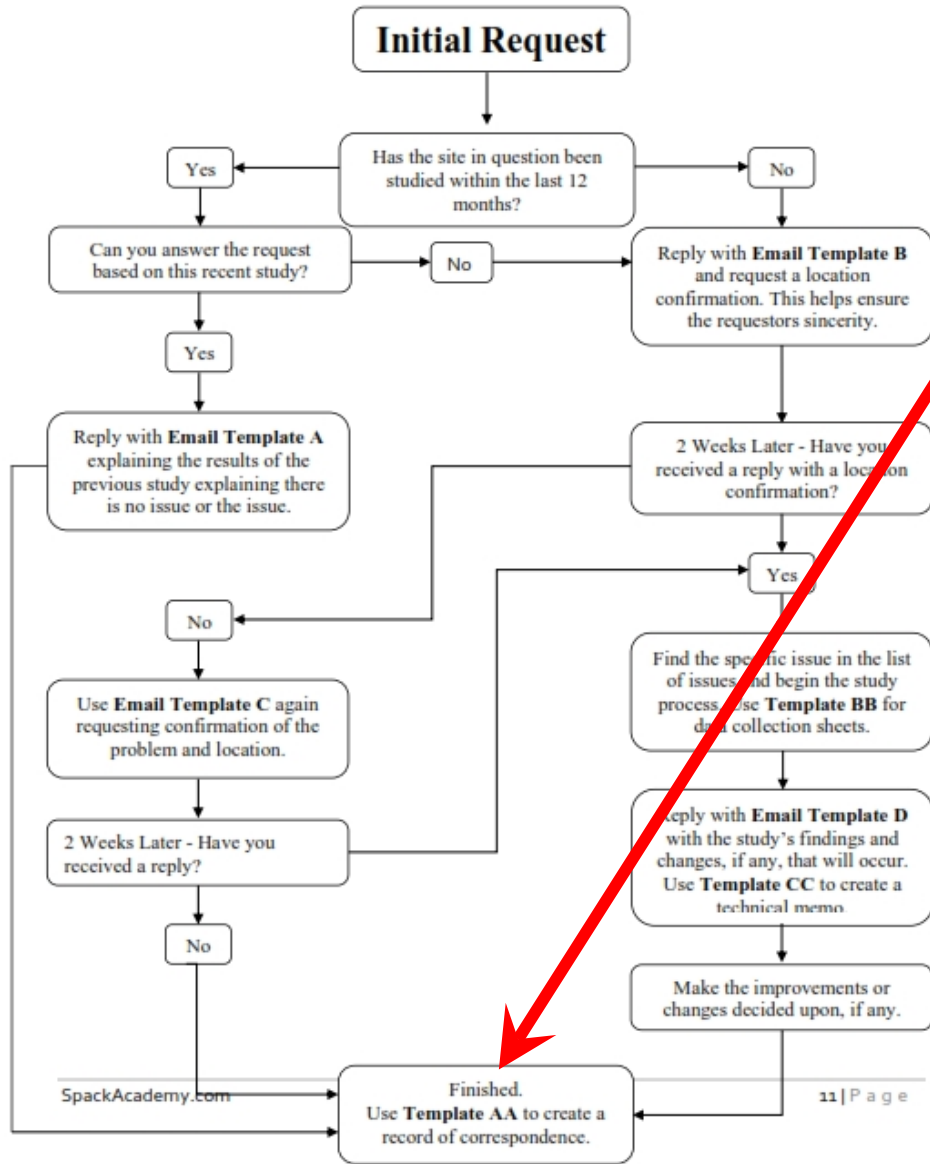 Initial Request
Has the site in question been
studied within the last 12
months?
Yes
No
Can you answer the request
based on this recent study?
No
Reply with Email Template B
and request a location
confirmation. This helps ensure
the requestors sincerity.
Yes
Reply with Email Template A
explaining the results of the
previous study explaining there
is no issue or the issue.
2 Weeks Later - Have you
received a reply with a location
confirmation?
Yes
No
Find the specific issue in the list
of issues and begin the study
process. Use Template BB for
data collection sheets.
Use Email Template C again
requesting confirmation of the
problem and location.
Reply with Email Template D
with the study's findings and
changes, if any, that will occur.
Use Template CC to create a
technical memo.
2 Weeks Later - Have you
received a reply?
No
Make the improvements or
changes decided upon, if any.
SpackAcademy.com
11 | Page
Finished.
Use Template AA to create a
record of correspondence.